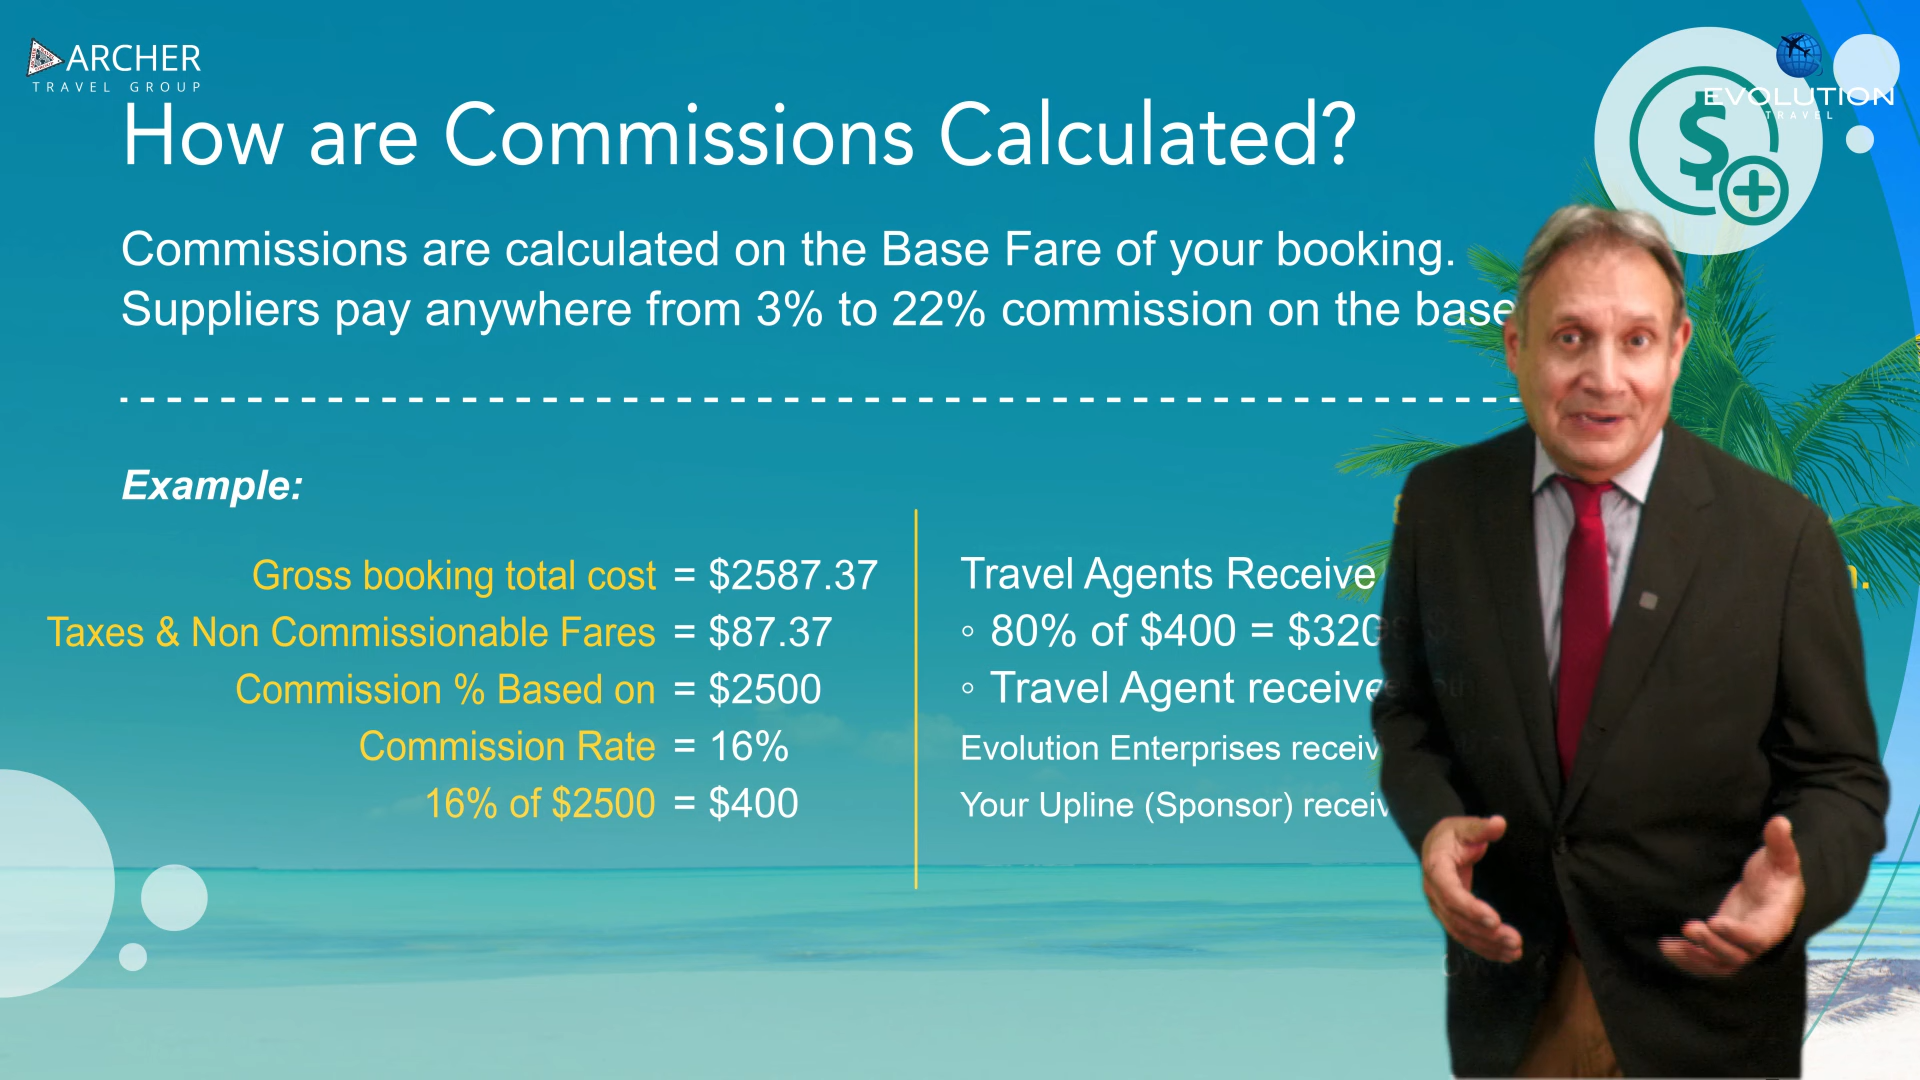 ARCHER
TRAVEL GROUP
EVOLUTION
TRAVEL
How are Commissions Calculated?
Commissions are calculated on the Base Fare of your booking.
Suppliers pay anywhere from 3% to 22% commission on the base
Example:
Gross booking total cost = $2587.37
Taxes & Non Commissionable Fares = $87.37
Commission % Based on = $2500
Commission Rate = 16%
16% of $2500 = $400
Travel Agents Receive
◦ 80% of $400 = $320
◦ Travel Agent receives
Evolution Enterprises
Your Upline (Sponsor)